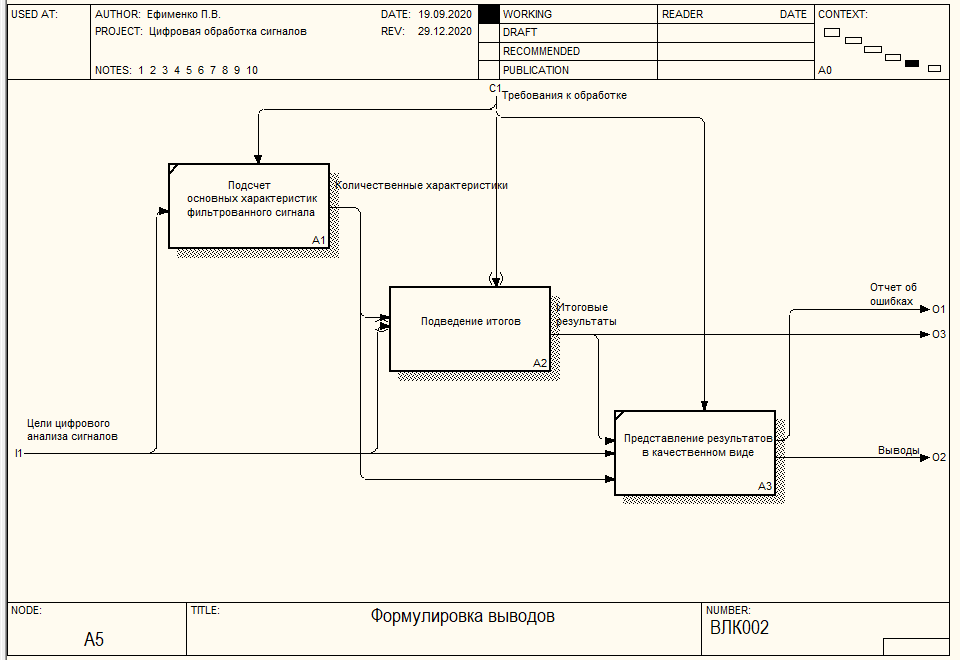 USED AT:
AUTHOR: Ефименко П.В.
DATE: 19.09.2020
PROJECT: Цифровая обработка сигналов
REV: 29.12.2020
NOTES: 1 2 3 4 5 6 7 8 9 10
WORKING
DRAFT
RECOMMENDED
PUBLICATION
READER DATE
CONTEXT:
A0
C1
Требования к обработке
Подсчет
основных характеристик
фильтрованного сигнала
A1
Количественные характеристики
Подведение итогов
A2
Итоговые
результаты
Отчет об
ошибках
O1
O3
Цели цифрового
анализа сигналов
I1
Представление результатов
в качественном виде
A3
Выводы
O2
NODE:
A5
TITLE:
Формулировка выводов
NUMBER:
ВЛК002